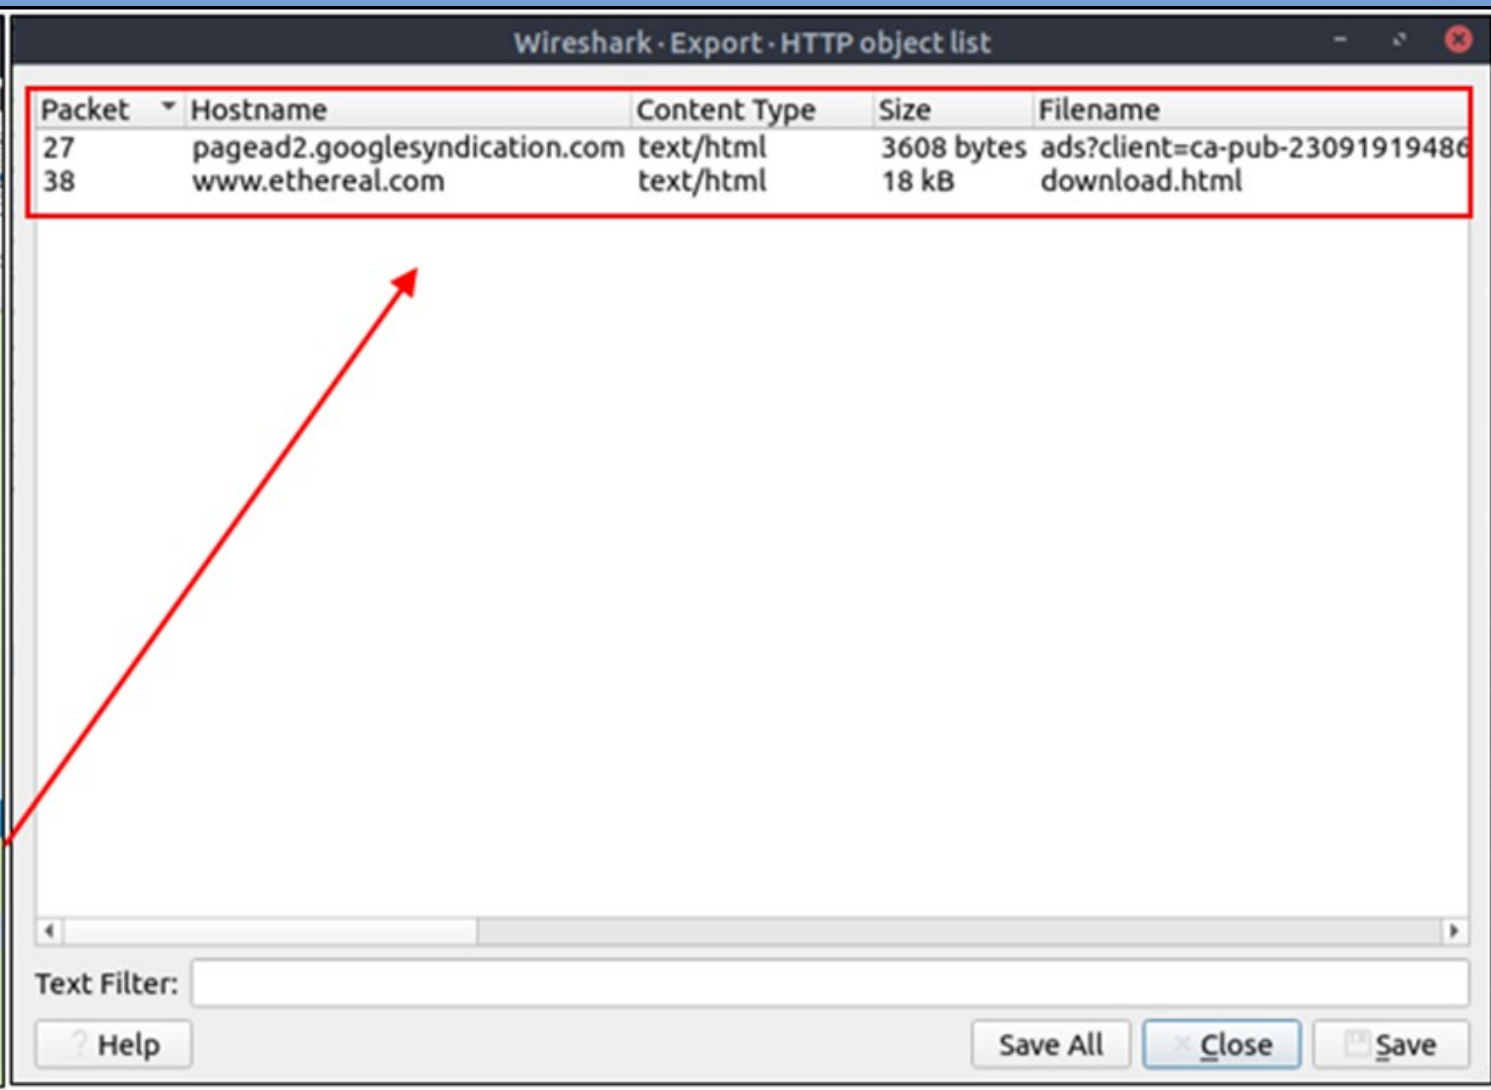 Wireshark · Export · HTTP object list
Packet Hostname Content Type Size Filename
27 pagead2.googlesyndication.com text/html 3608 bytes ads?client=ca-pub-23091919486
38 www.ethereal.com text/html 18 kB download.html
Text Filter:
? Help Save All Close Save